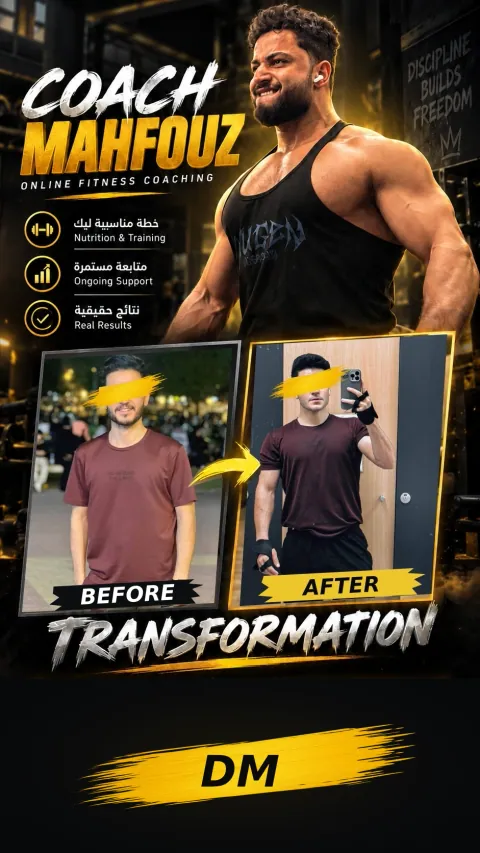 COACH
MAHFOUZ
ONLINE FITNESS COACHING
DISCIPLINE
BUILDS
FREEDOM
خطة مناسبية ليك
Nutrition & Training
متابعة مستمرة
Ongoing Support
نتائج حقيقية
Real Results
BEFORE
AFTER
TRANSFORMATION
DM